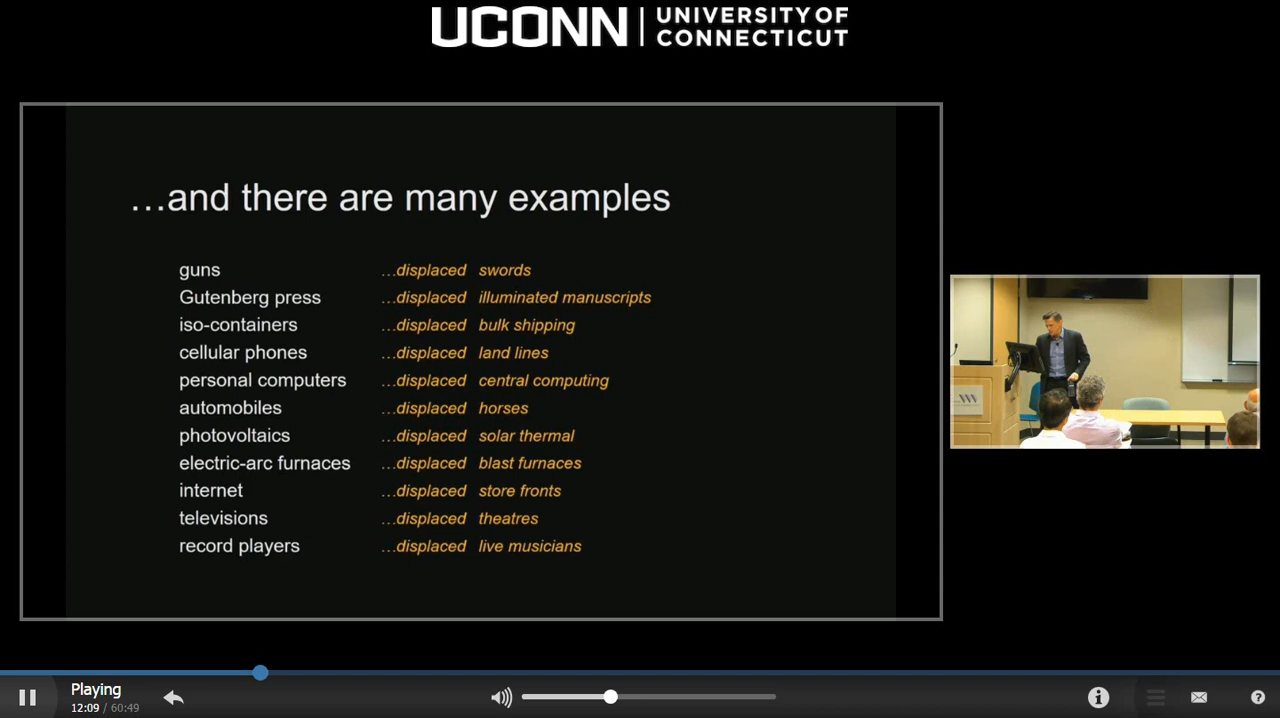 UCONN UNIVERSITY OF CONNECTICUT
…and there are many examples
guns …displaced swords
Gutenberg press …displaced illuminated manuscripts
iso-containers …displaced bulk shipping
cellular phones …displaced land lines
personal computers …displaced central computing
automobiles …displaced horses
photovoltaics …displaced solar thermal
electric-arc furnaces …displaced blast furnaces
internet …displaced store fronts
televisions …displaced theatres
record players …displaced live musicians
Playing
12:09 / 60:49